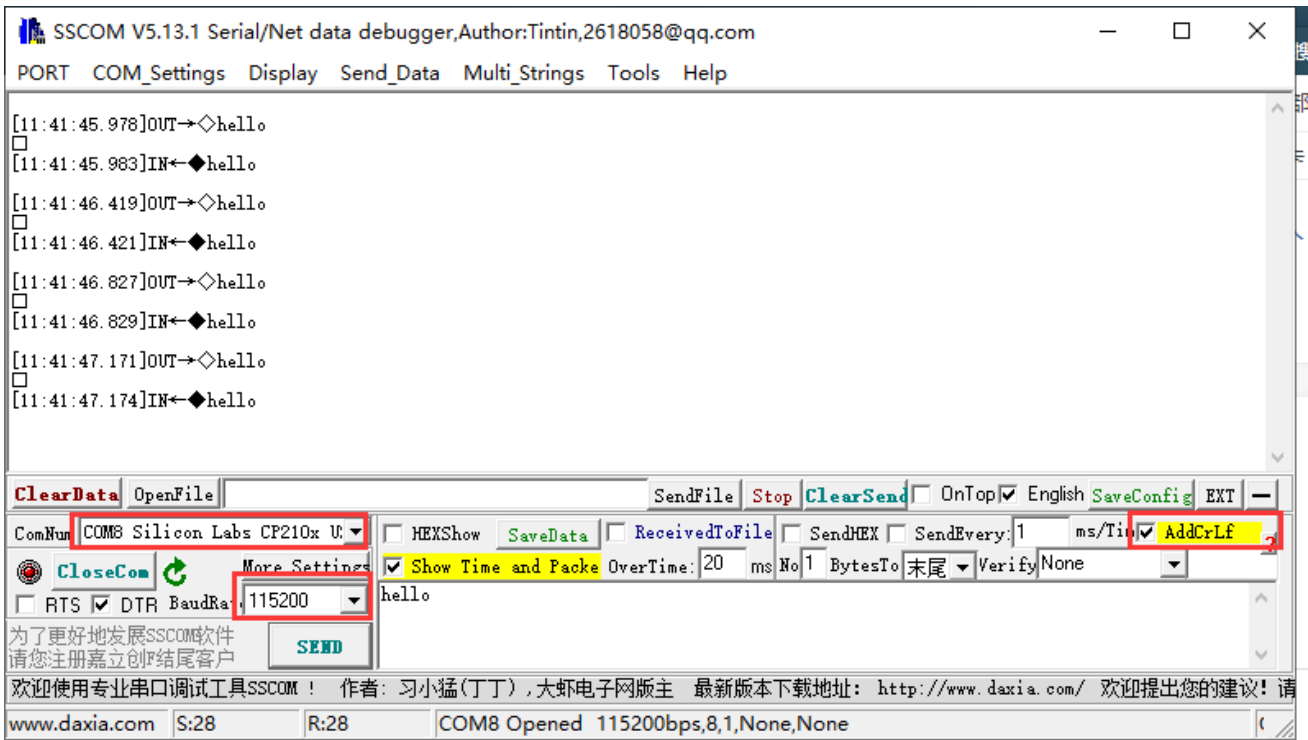 SSCOM V5.13.1 Serial/Net data debugger,Author:Tintin,2618058@qq.com
PORT COM_Settings Display Send_Data Multi_Strings Tools Help
[11:41:45.978]OUT→◇hello
□
[11:41:45.983]IN←◆hello
[11:41:46.419]OUT→◇hello
□
[11:41:46.421]IN←◆hello
[11:41:46.827]OUT→◇hello
□
[11:41:46.829]IN←◆hello
[11:41:47.171]OUT→◇hello
□
[11:41:47.174]IN←◆hello
ClearData OpenFile SendFile Stop ClearSend OnTop English SaveConfig EXT —
ComNum COM8 Silicon Labs CP210x HEXShow SaveData ReceivedToFile SendHEX SendEvery: 1 ms/Tim AddCrLf
CloseCom More Settings Show Time and Packe OverTime: 20 ms No 1 BytesTo 末尾 Verify None
RTS DTR BaudRa 115200 hello
为了更好地发展SSCOM软件
请您注册嘉立创F结尾客户
SEND
欢迎使用专业串口调试工具SSCOM ! 作者: 习小猛(丁丁),大虾电子网版主 最新版本下载地址: http://www.daxia.com/ 欢迎提出您的建议! 请
www.daxia.com S:28 R:28 COM8 Opened 115200bps,8,1,None,None